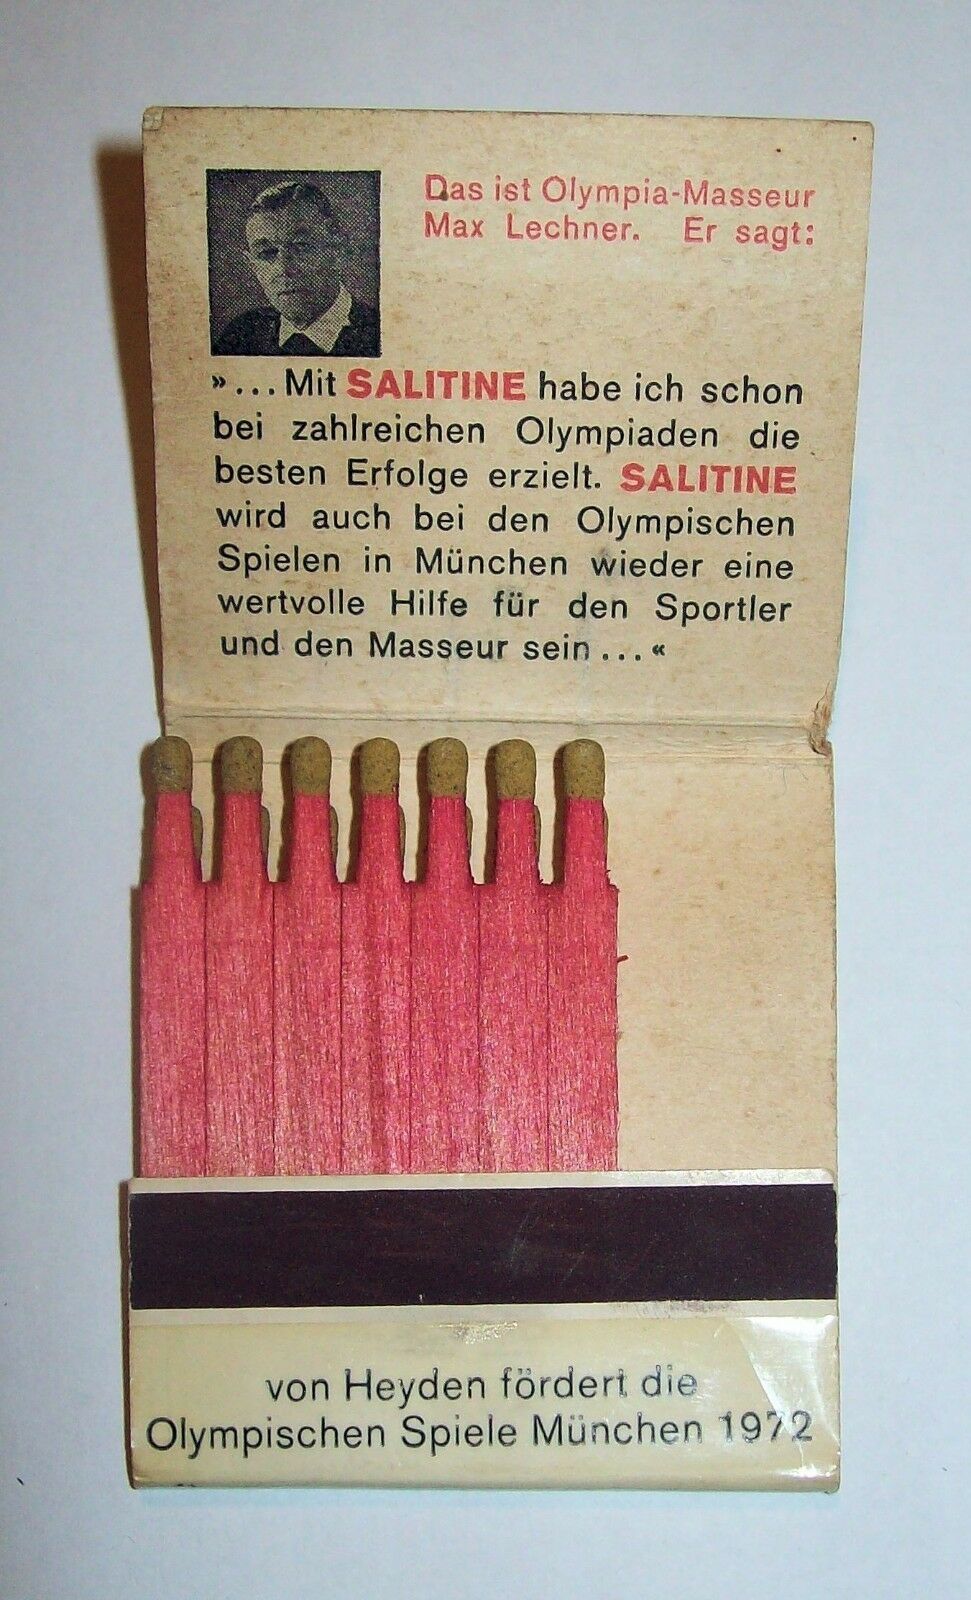 Das ist Olympia-Masseur
Max Lechner. Er sagt:
»...Mit SALITINE habe ich schon
bei zahlreichen Olympiaden die
besten Erfolge erzielt. SALITINE
wird auch bei den Olympischen
Spielen in München wieder eine
wertvolle Hilfe für den Sportler
und den Masseur sein...«
von Heyden fördert die
Olympischen Spiele München 1972